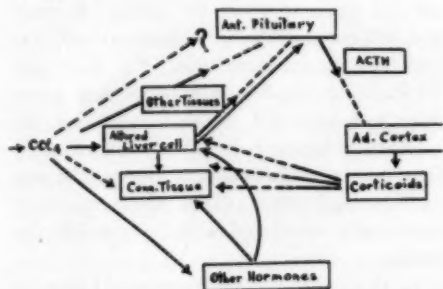 ?
Ant. Pituitary
ACTH
Other Tissues
CCl4
Altered
Liver cell
Ad. Cortex
Conn. Tissue
Corticoids
Other Hormones